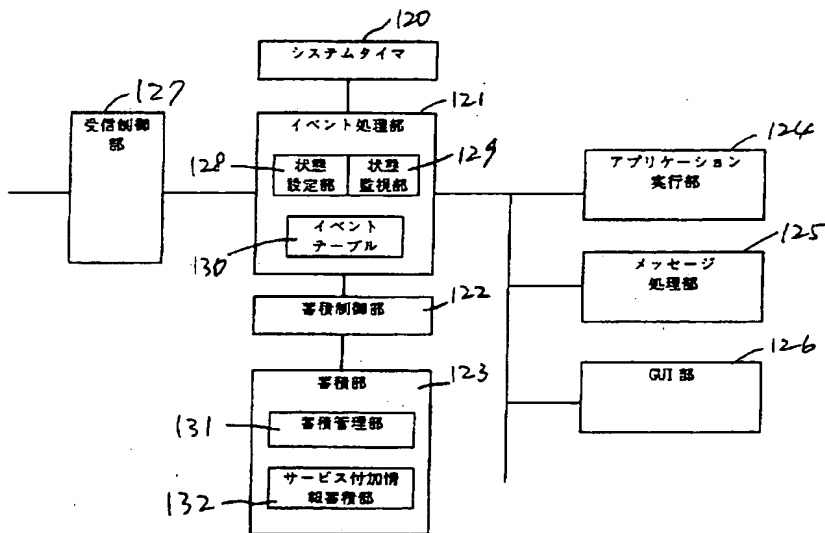 120
システムタイマ
127
受信制御
部
121
イベント処理部
128
状態
設定部
状態
監視部
129
イベント
テーブル
130
124
アプリケーション
実行部
125
メッセージ
処理部
122
蓄積制御部
123
蓄積部
131
蓄積管理部
サービス付加情
報蓄積部
132
126
GUI 部